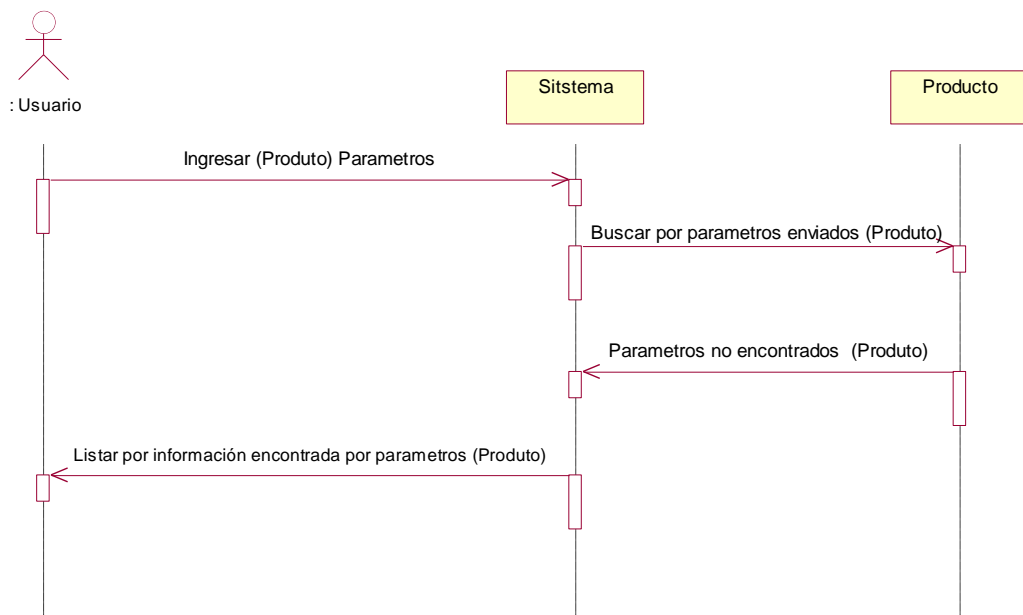 : Usuario
Sitstema
Producto
Ingresar (Produto) Parametros
Buscar por parametros enviados (Produto)
Parametros no encontrados (Produto)
Listar por información encontrada por parametros (Produto)